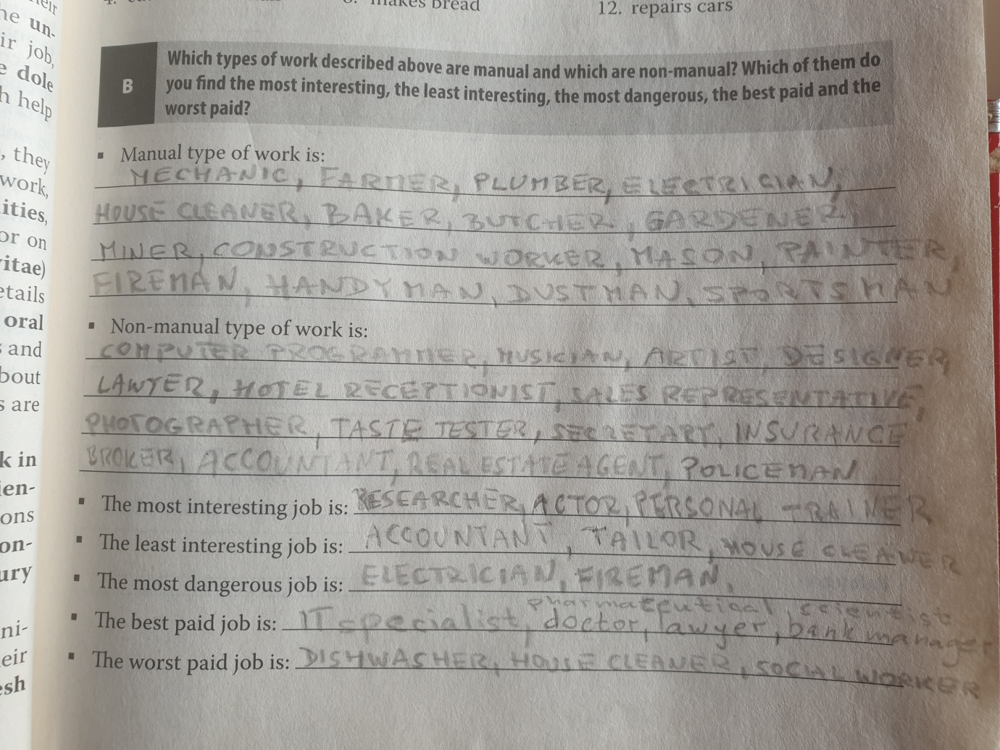 un-
ir job,
e dole
h help
, they
work,
ities,
or on
vitae)
etails
oral
s and
bout
s are
k in
ien-
ons
on-
ury
ni-
eir
esh
makes bread
12. repairs cars
B
Which types of work described above are manual and which are non-manual? Which of them do
you find the most interesting, the least interesting, the most dangerous, the best paid and the
worst paid?
▪ Manual type of work is:
MECHANIC, FARMER, PLUMBER, ELECTRICIAN,
HOUSE CLEANER, BAKER, BUTCHER, GARDENER,
MINER, CONSTRUCTION WORKER, MASON, PAINTER,
FIREMAN, HANDYMAN, DUSTMAN, SPORTSMAN
▪ Non-manual type of work is:
COMPUTER PROGRAMMER, MUSICIAN, ARTIST, DESIGNER,
LAWYER, HOTEL RECEPTIONIST, SALES REPRESENTATIVE,
PHOTOGRAPHER, TASTE TESTER, SECRETARY, INSURANCE
BROKER, ACCOUNTANT, REAL ESTATE AGENT, POLICEMAN
▪ The most interesting job is: RESEARCHER, ACTOR, PERSONAL TRAINER
▪ The least interesting job is: ACCOUNTANT, TAILOR, HOUSE CLEANER
▪ The most dangerous job is: ELECTRICIAN, FIREMAN,
pharmateutical scientist
▪ The best paid job is: IT specialist, doctor, lawyer, bank manager
▪ The worst paid job is: DISHWASHER, HOUSE CLEANER, SOCIAL WORKER